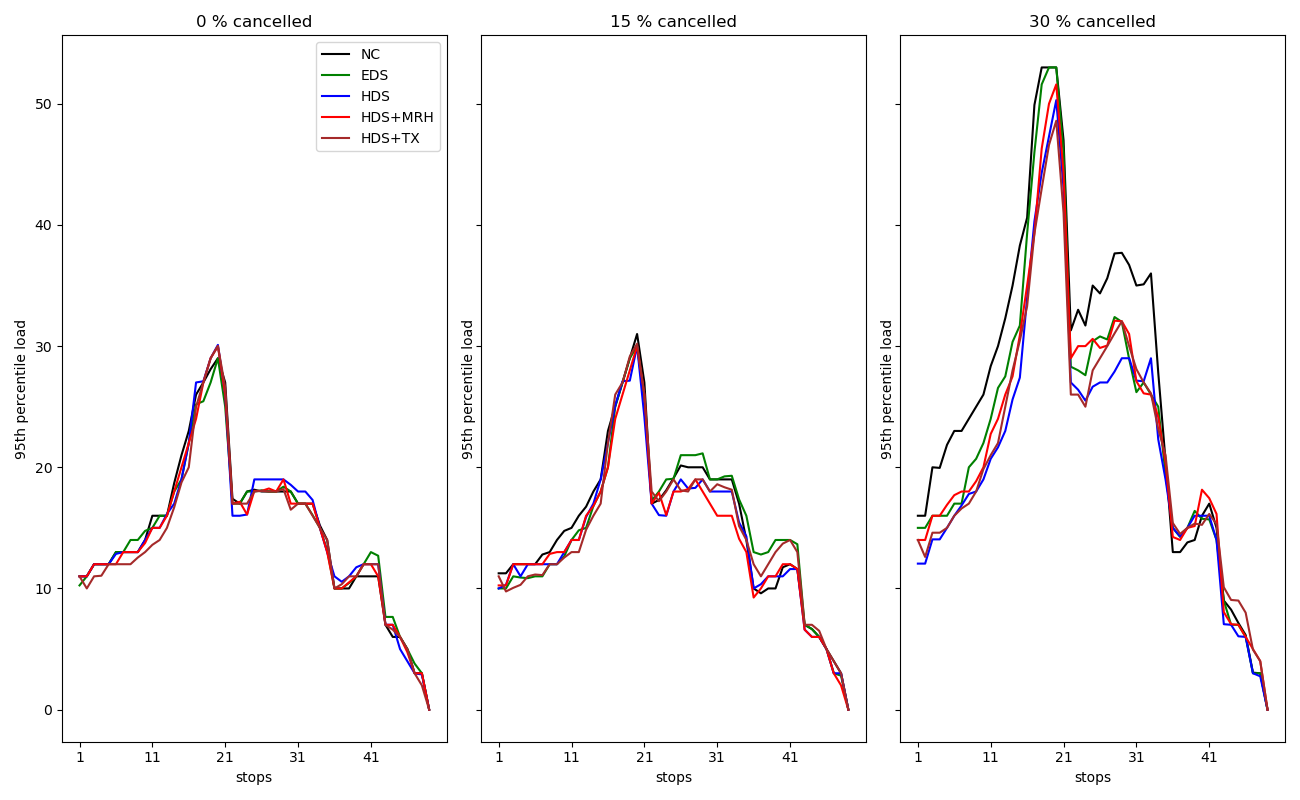 0 % cancelled
15 % cancelled
30 % cancelled
NC
EDS
HDS
HDS+MRH
HDS+TX
50
40
30
20
10
0
95th percentile load
95th percentile load
95th percentile load
1 11 21 31 41
1 11 21 31 41
1 11 21 31 41
stops
stops
stops